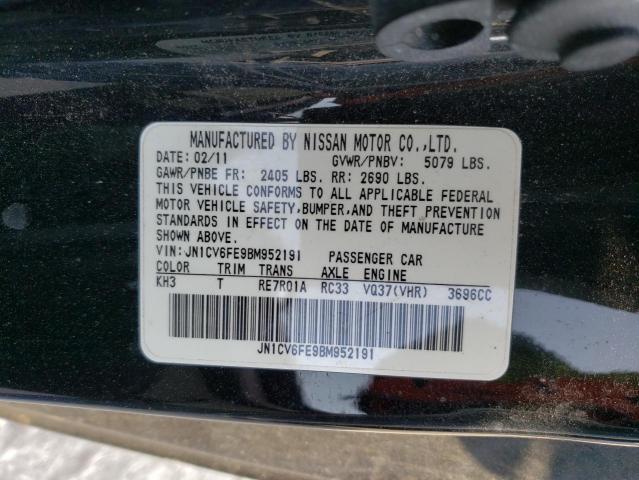 MANUFACTURED BY NISSAN MOTOR CO.,LTD.
DATE: 02/11 GVWR/PNBV: 5079 LBS.
GAWR/PNBE FR: 2405 LBS. RR: 2690 LBS.
THIS VEHICLE CONFORMS TO ALL APPLICABLE FEDERAL
MOTOR VEHICLE SAFETY,BUMPER,AND THEFT PREVENTION
STANDARDS IN EFFECT ON THE DATE OF MANUFACTURE
SHOWN ABOVE.
VIN:JN1CV6FE9BM952191 PASSENGER CAR
COLOR TRIM TRANS AXLE ENGINE
KH3 T RE7R01A RC33 VQ37(VHR) 3696CC
JN1CV6FE9BM952191